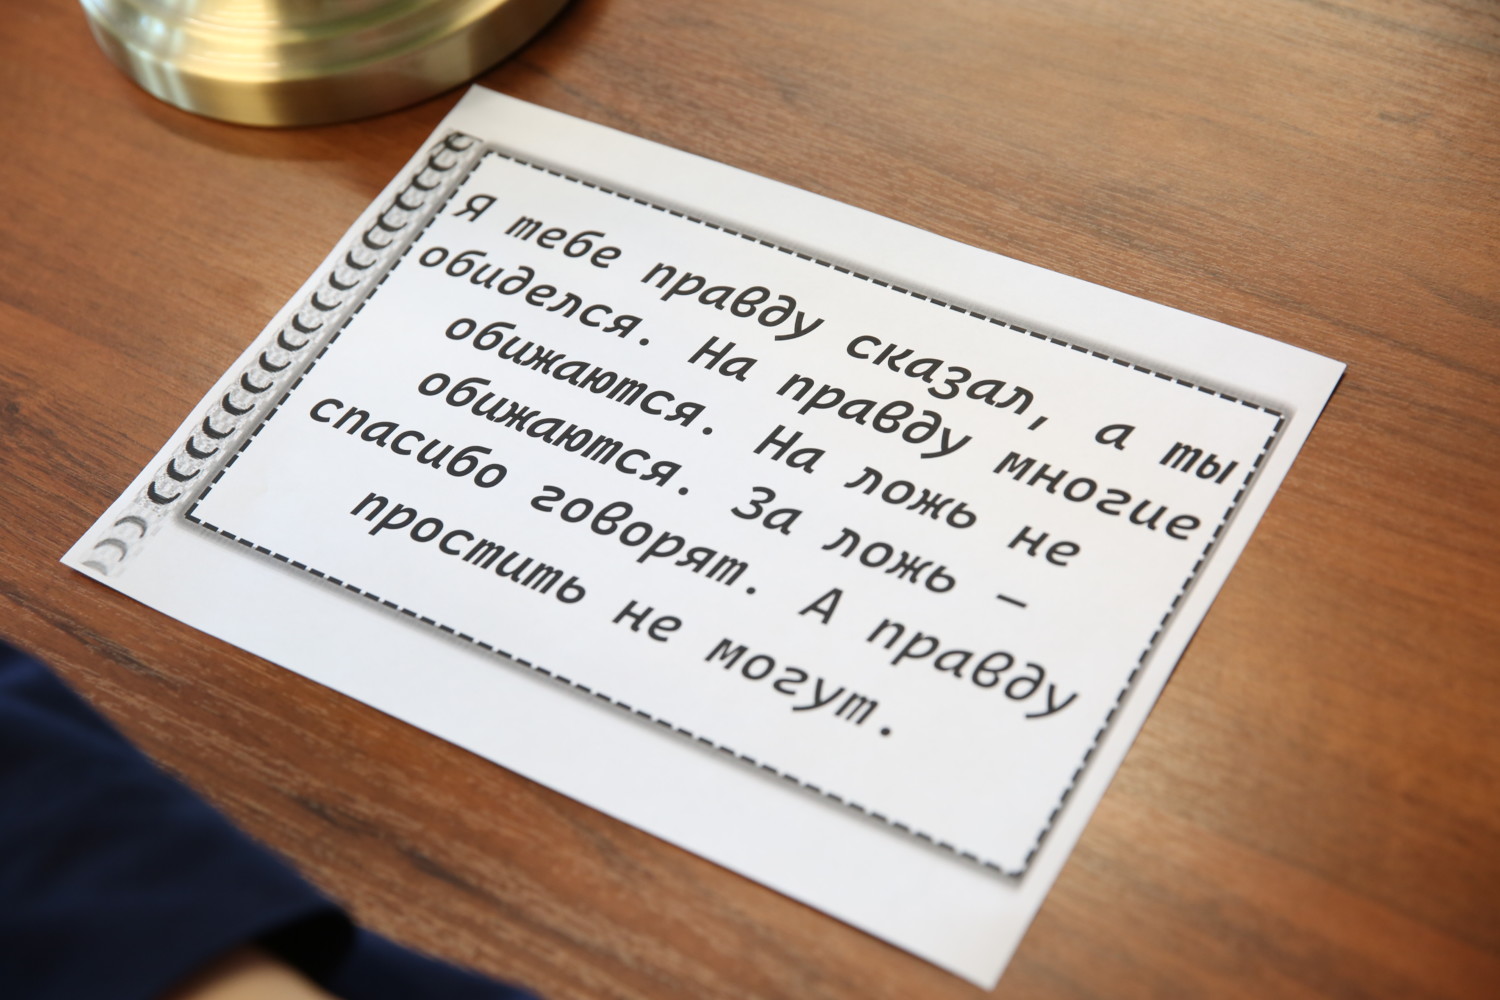 Я тебе правду сказал, а ты
обиделся. На правду многие
обижаются. На ложь не
обижаются. За ложь –
спасибо говорят. А правду
простить не могут.